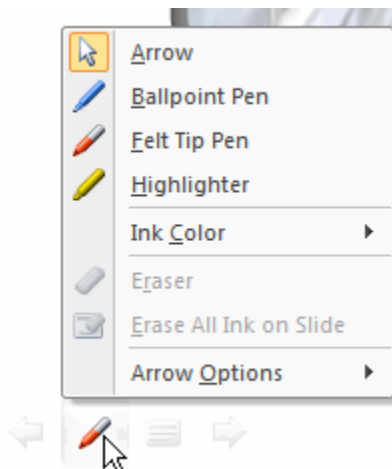 Arrow
Ballpoint Pen
Felt Tip Pen
Highlighter
Ink Color
Eraser
Erase All Ink on Slide
Arrow Options